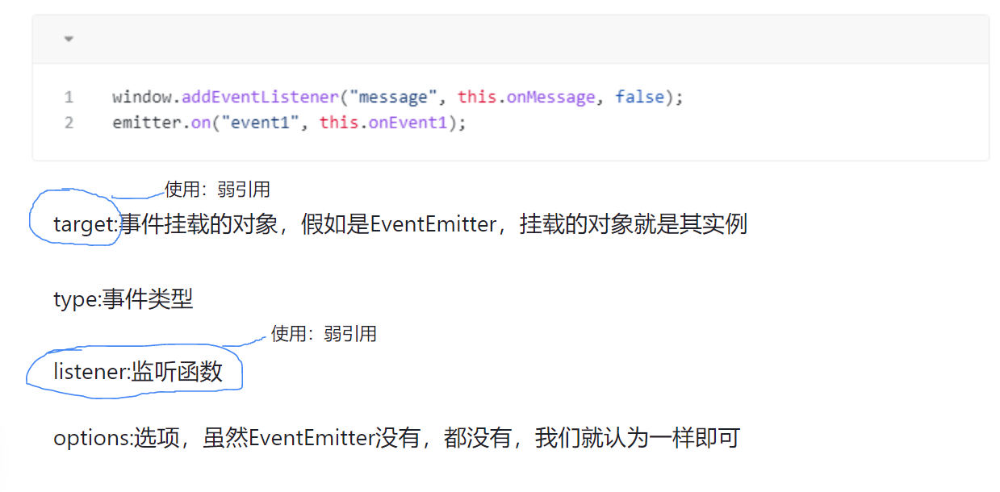 1 window.addEventListener("message", this.onMessage, false);
2 emitter.on("event1", this.onEvent1);
使用：弱引用
target:事件挂载的对象，假如是EventEmitter，挂载的对象就是其实例
type:事件类型
使用：弱引用
listener:监听函数
options:选项，虽然EventEmitter没有，都没有，我们就认为一样即可